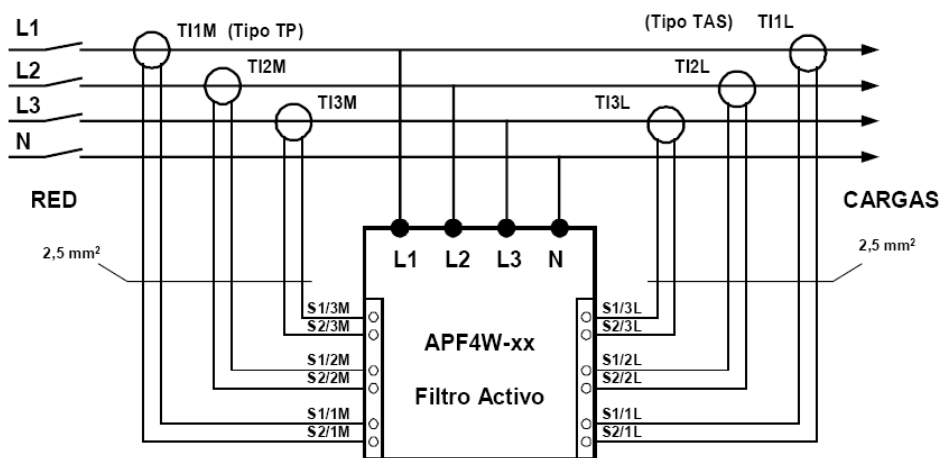 L1
TI1M (Tipo TP)
(Tipo TAS) TI1L
L2
TI2M
TI2L
L3
TI3M
TI3L
N
RED
CARGAS
2,5 mm²
2,5 mm²
L1 L2 L3 N
S1/3M
S2/3M
S1/2M
S2/2M
S1/1M
S2/1M
APF4W-xx
Filtro Activo
S1/3L
S2/3L
S1/2L
S2/2L
S1/1L
S2/1L